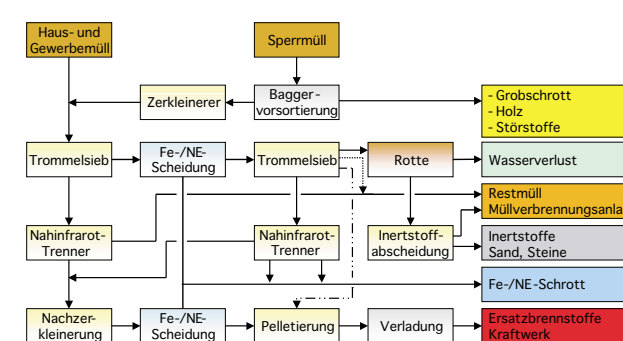 Haus- und
Gewerbemüll
Sperrmüll
Zerkleinerer
Bagger-
vorsortierung
- Grobschrott
- Holz
- Störstoffe
Trommelsieb
Fe-/NE-
Scheidung
Trommelsieb
Rotte
Wasserverlust
Restmüll
Müllverbrennungsanla
Nahinfrarot-
Trenner
Nahinfrarot-
Trenner
Inertstoff-
abscheidung
Inertstoffe
Sand, Steine
Fe-/NE-Schrott
Nachzer-
kleinerung
Fe-/NE-
Scheidung
Pelletierung
Verladung
Ersatzbrennstoffe
Kraftwerk